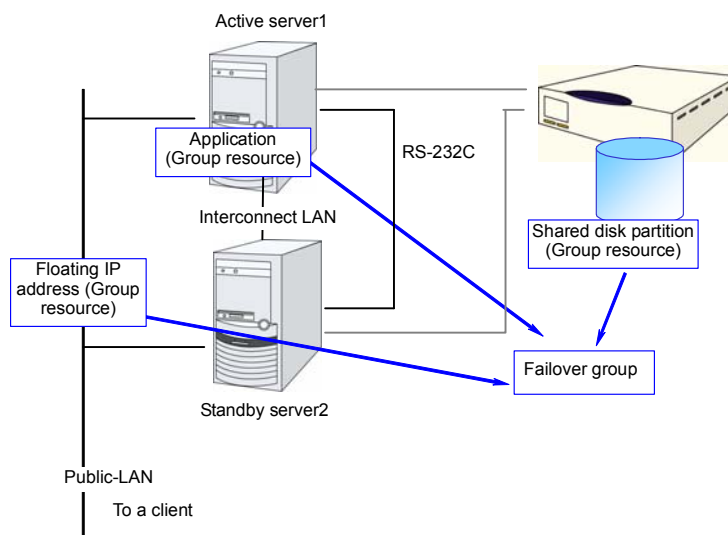 Active server1
Application
(Group resource)
RS-232C
Interconnect LAN
Shared disk partition
(Group resource)
Floating IP
address (Group
resource)
Failover group
Standby server2
Public-LAN
To a client